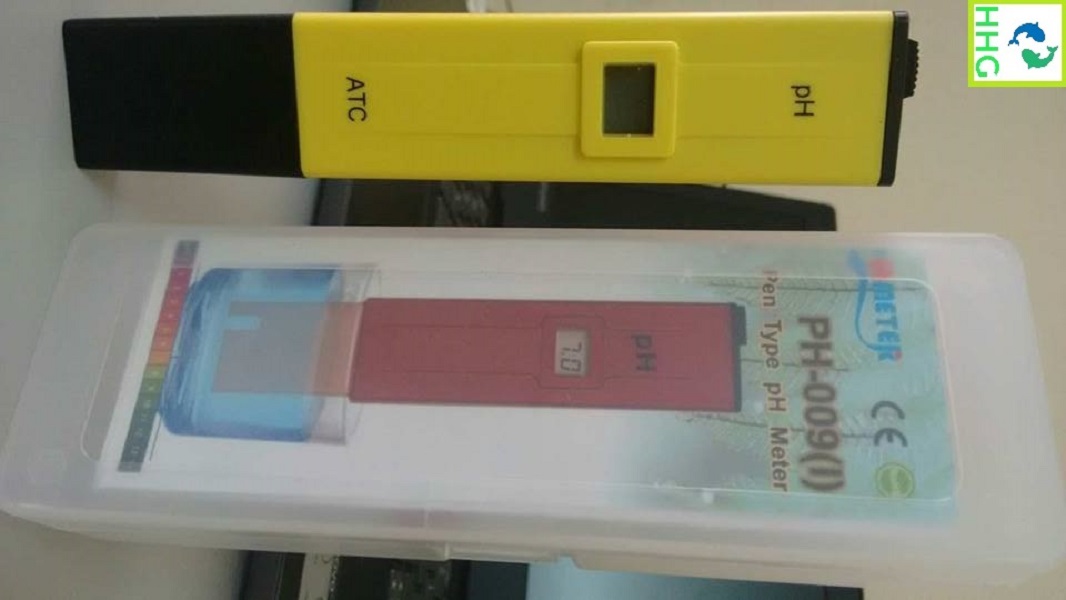 HHG
pH
ATC
METER
CE
PH-009(I)
Pen Type pH Meter
pH
7.0